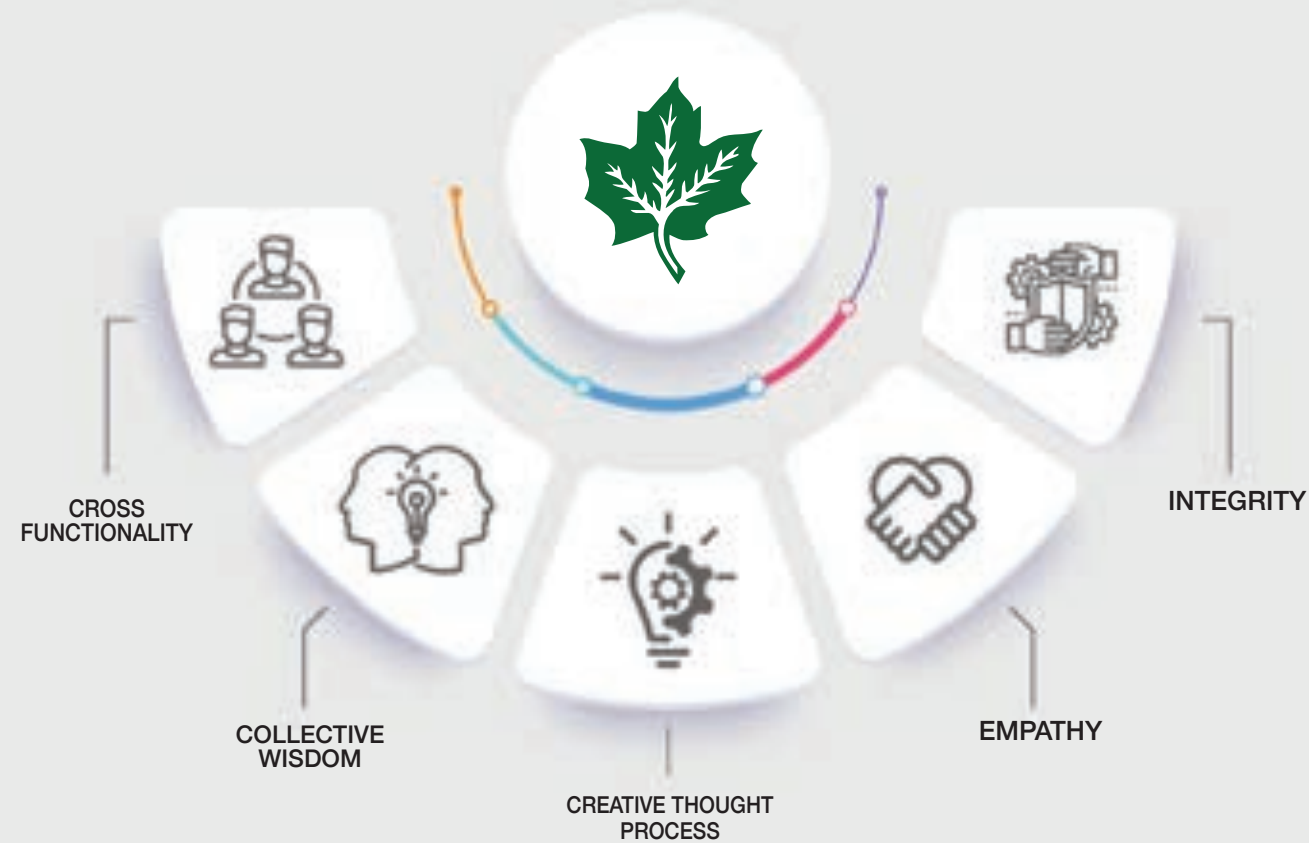 CROSS
FUNCTIONALITY
COLLECTIVE
WISDOM
CREATIVE THOUGHT
PROCESS
EMPATHY
INTEGRITY